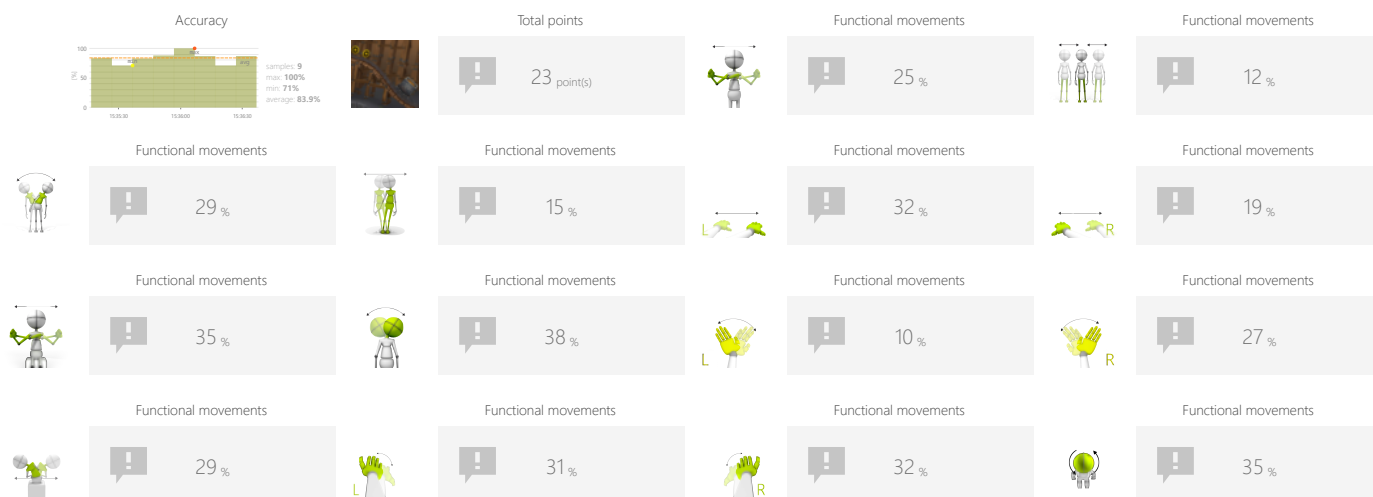 Accuracy
Total points
Functional movements
Functional movements
100
max
min
avg
50
(%)
0
15:35:30
15:36:00
15:36:30
samples: 9
max: 100%
min: 71%
average: 83.9%
23 point(s)
25 %
12 %
Functional movements
Functional movements
Functional movements
Functional movements
29 %
15 %
L
32 %
R
19 %
Functional movements
Functional movements
Functional movements
Functional movements
35 %
38 %
L
10 %
R
27 %
Functional movements
Functional movements
Functional movements
Functional movements
29 %
L
31 %
R
32 %
35 %